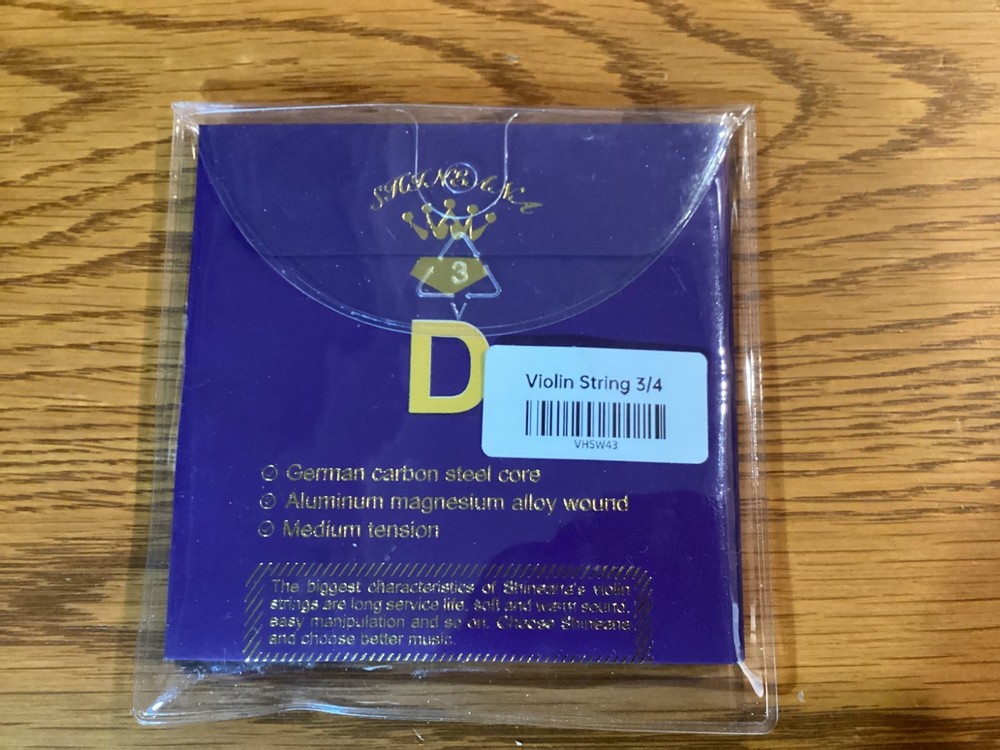 3
V
D
Violin String 3/4
VHSW43
German carbon steel core
Aluminum magnesium alloy wound
Medium tension
The biggest characteristics of Shineana's violin
strings are long service life, soft and warm sound,
easy manipulation and so on. Choose Shineana
and choose better music.